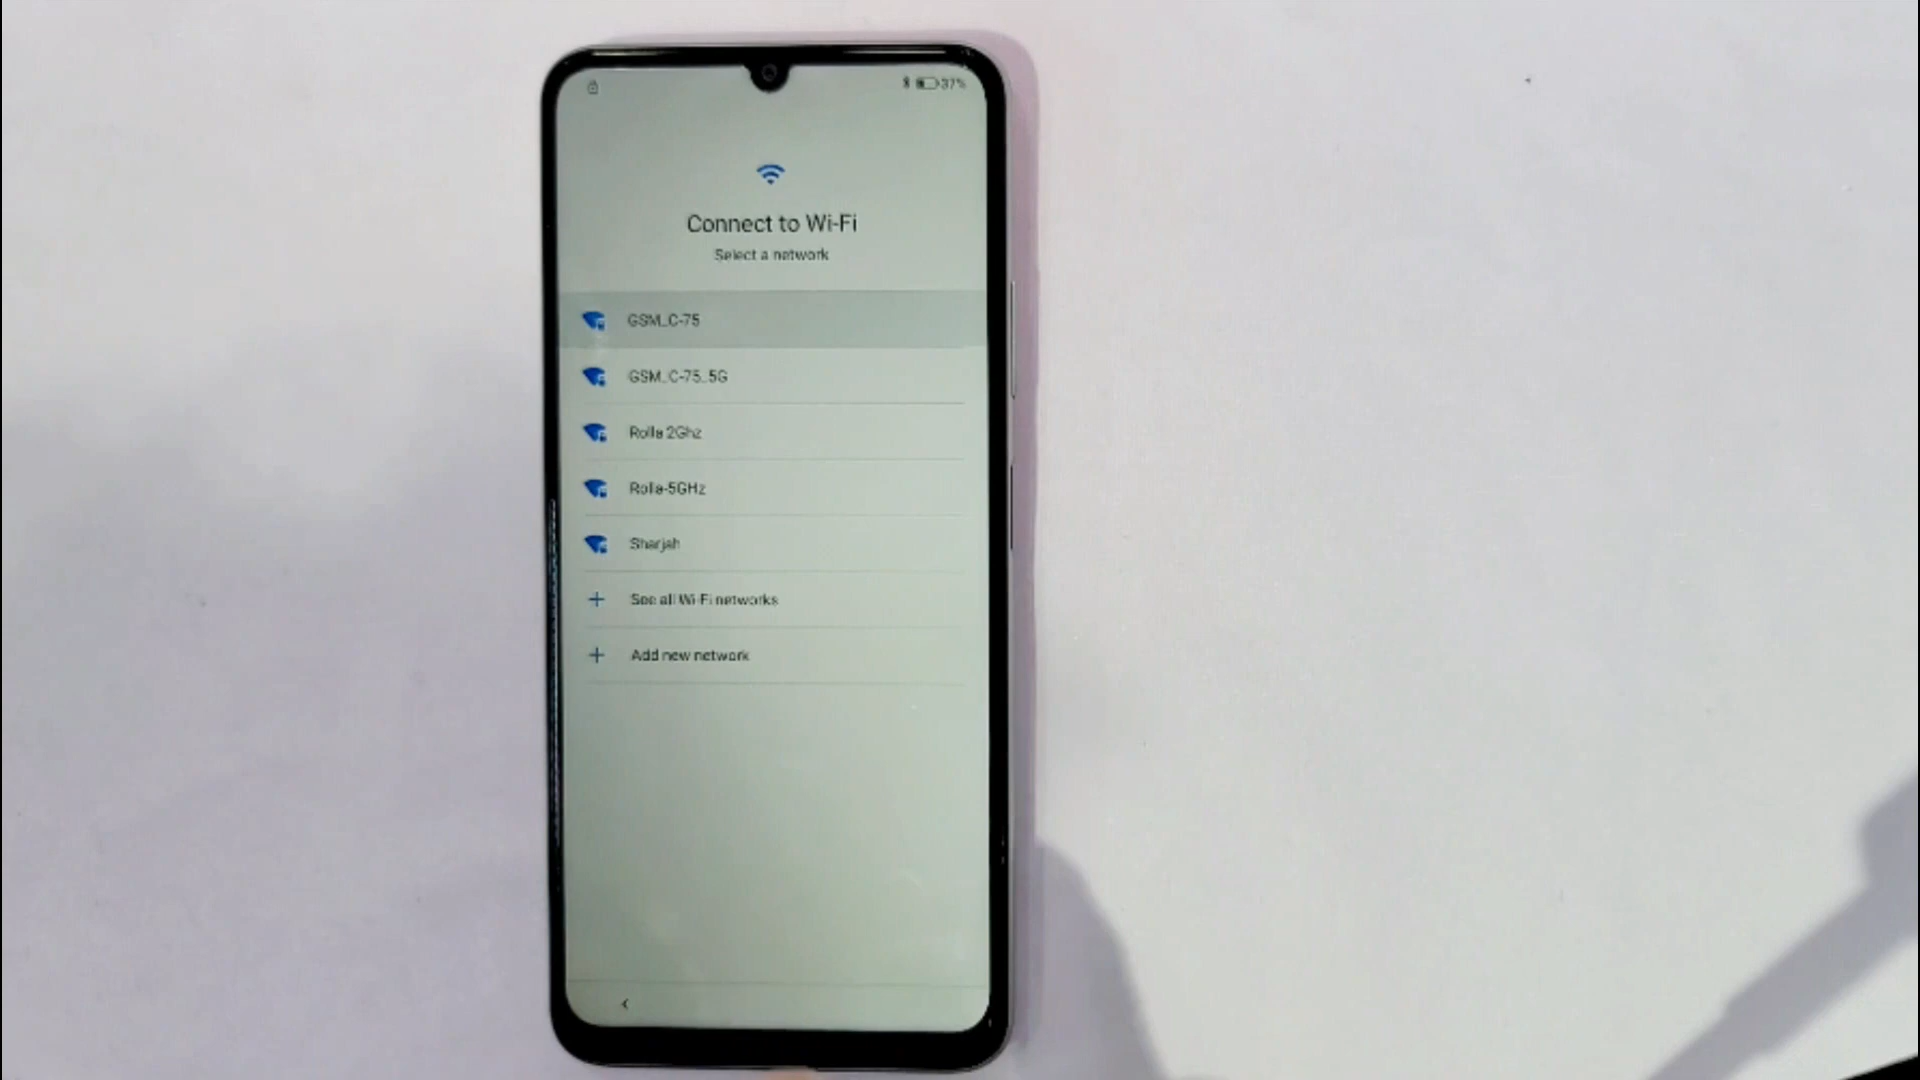 37%
Connect to Wi-Fi
Select a network
GSM_C-75
GSM_C-75_5G
Rolla 2Ghz
Rolla-5GHz
Sharjah
See all Wi-Fi networks
Add new network